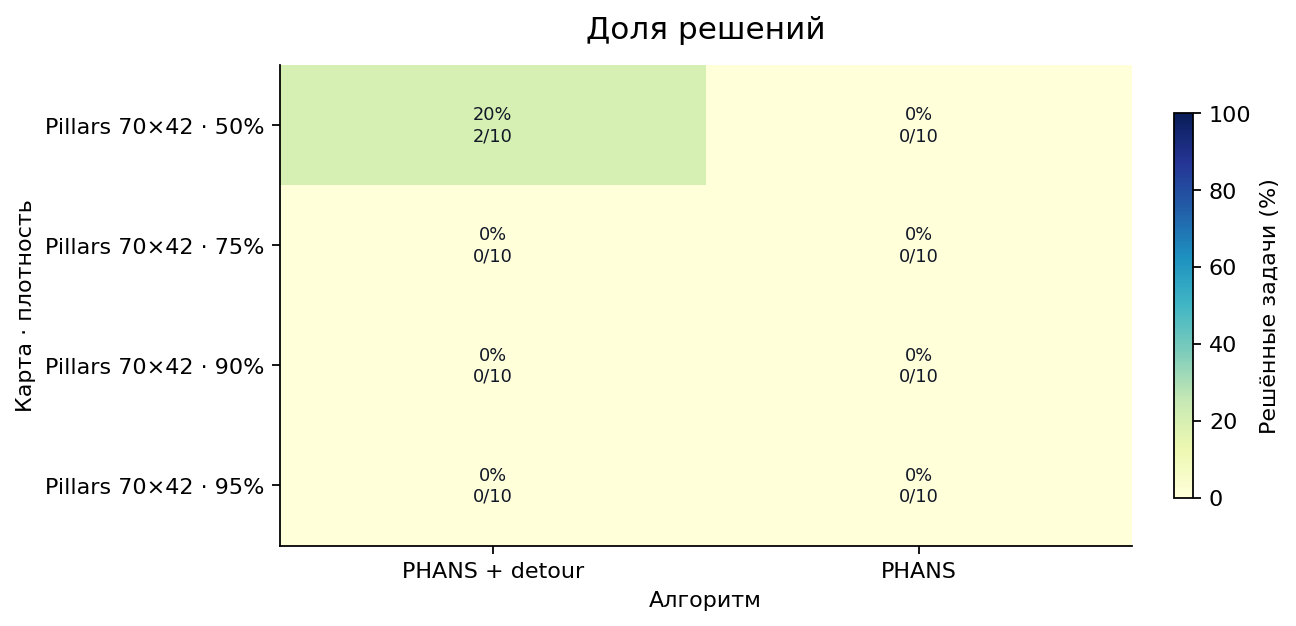 Доля решений
Карта · плотность
Pillars 70×42 · 50%
20%
2/10
0%
0/10
Pillars 70×42 · 75%
0%
0/10
0%
0/10
Pillars 70×42 · 90%
0%
0/10
0%
0/10
Pillars 70×42 · 95%
0%
0/10
0%
0/10
PHANS + detour
PHANS
Алгоритм
100
80
60
40
20
0
Решённые задачи (%)